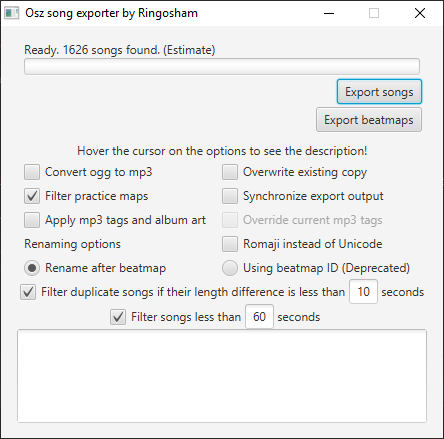 Osz song exporter by Ringosham
Ready. 1626 songs found. (Estimate)
Export songs
Export beatmaps
Hover the cursor on the options to see the description!
Convert ogg to mp3 Overwrite existing copy
Filter practice maps Synchronize export output
Apply mp3 tags and album art Override current mp3 tags
Renaming options Romaji instead of Unicode
Rename after beatmap Using beatmap ID (Deprecated)
Filter duplicate songs if their length difference is less than 10 seconds
Filter songs less than 60 seconds